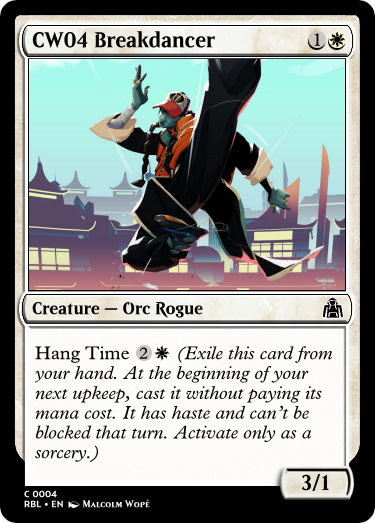 CW04 Breakdancer 1
Creature — Orc Rogue
Hang Time 2 (Exile this card from
your hand. At the beginning of your
next upkeep, cast it without paying its
mana cost. It has haste and can't be
blocked that turn. Activate only as a
sorcery.)
3/1
C 0004
RBL • EN Malcolm Wopé